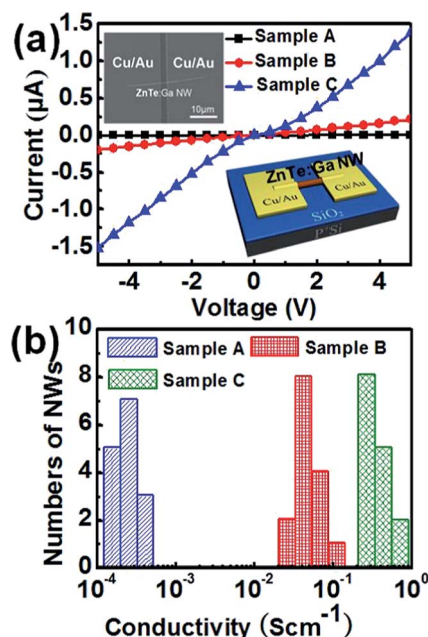 (a)
Sample A
Sample B
Sample C
Cu/Au Cu/Au
ZnTe:Ga NW
10μm
ZnTe:Ga NW
Cu/Au
Cu/Au
SiO₂
P⁺Si
Current (μA)
1.5
1.0
0.5
0.0
-0.5
-1.0
-1.5
-4 -2 0 2 4
Voltage (V)
(b)
Sample A Sample B
Sample C
Numbers of NWs
10
8
6
4
2
0
10⁻⁴ 10⁻³ 10⁻² 10⁻¹ 10⁰
Conductivity (Scm⁻¹)